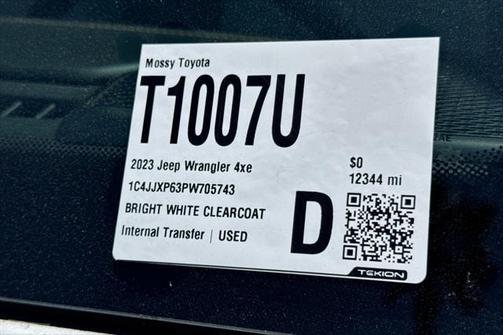 Mossy Toyota
T1007U
2023 Jeep Wrangler 4xe
$0
1C4JJXP63PW705743
12344 mi
BRIGHT WHITE CLEARCOAT
Internal Transfer | USED
D
TEKION